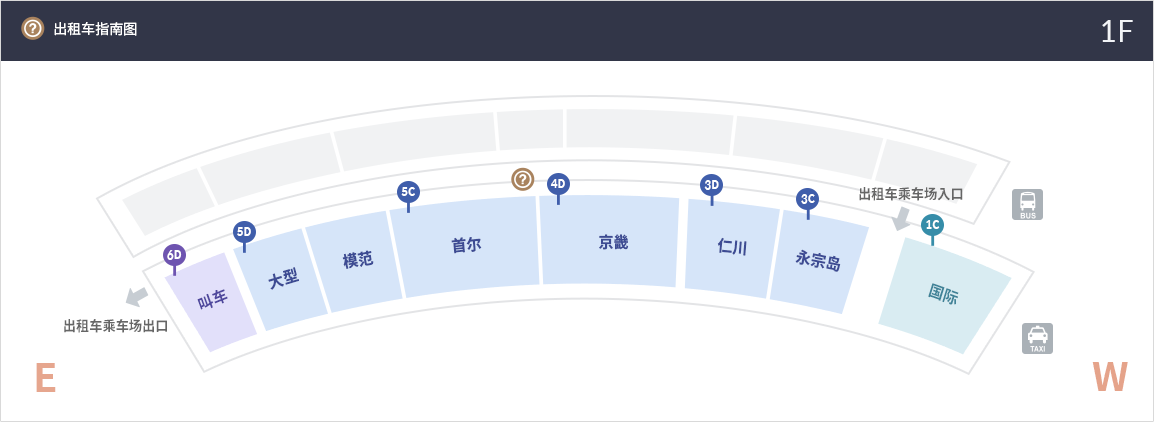 ? 出租车指南图
1F
5C
?
4D
3D
3C
出租车乘车场入口
BUS
6D
5D
1C
叫车
大型
模范
首尔
京畿
仁川
永宗岛
国际
出租车乘车场出口
TAXI
E
W